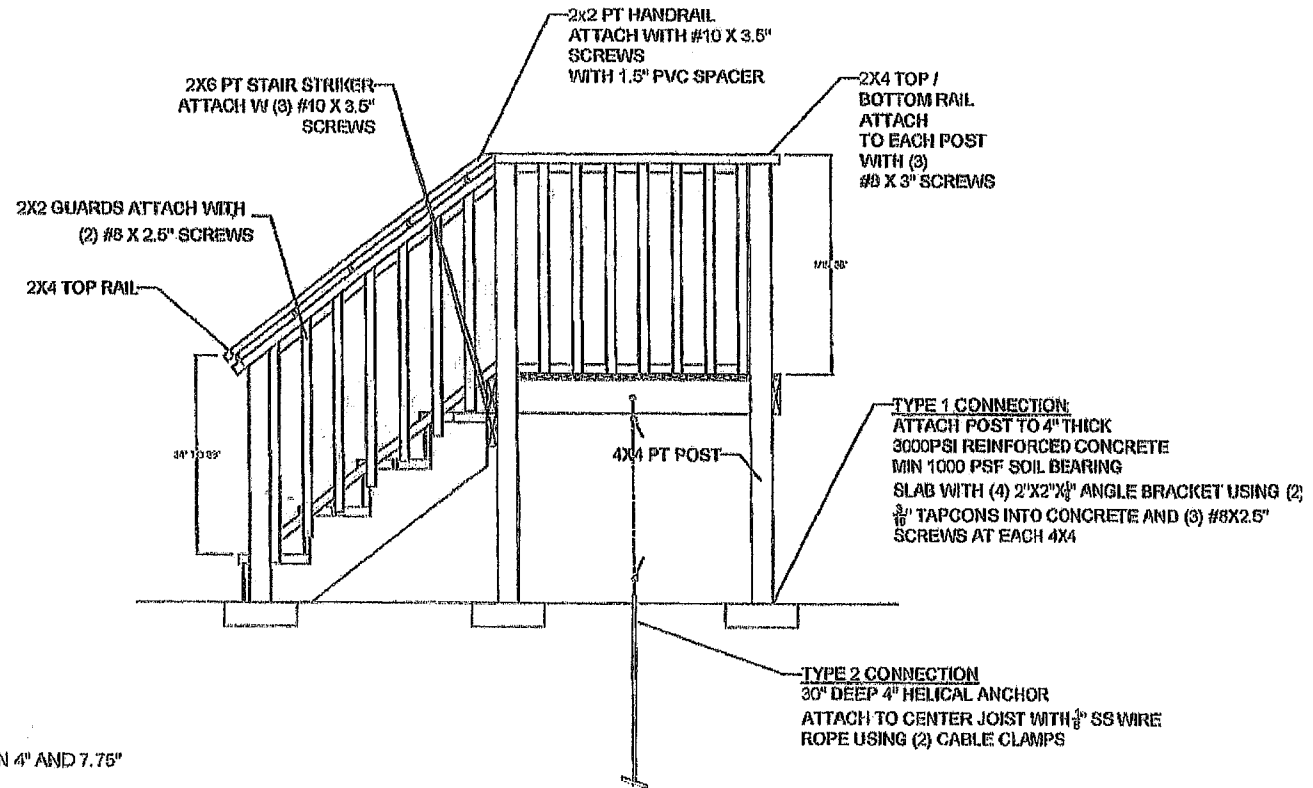 2x2 PT HANDRAIL
ATTACH WITH #10 X 3.5"
SCREWS
WITH 1.5" PVC SPACER
2X6 PT STAIR STRIKER
ATTACH W (3) #10 X 3.5"
SCREWS
2X4 TOP /
BOTTOM RAIL
ATTACH
TO EACH POST
WITH (3)
#8 X 3" SCREWS
2X2 GUARDS ATTACH WITH
(2) #8 X 2.5" SCREWS
2X4 TOP RAIL
36"
34" TO 39"
4X4 PT POST
TYPE 1 CONNECTION
ATTACH POST TO 4" THICK
3000PSI REINFORCED CONCRETE
MIN 1000 PSF SOIL BEARING
SLAB WITH (4) 2"X2"X ANGLE BRACKET USING (2)
TAPCONS INTO CONCRETE AND (3) #8X2.5"
SCREWS AT EACH 4X4
TYPE 2 CONNECTION
30" DEEP 4" HELICAL ANCHOR
ATTACH TO CENTER JOIST WITH SS WIRE
ROPE USING (2) CABLE CLAMPS
N 4" AND 7.75"